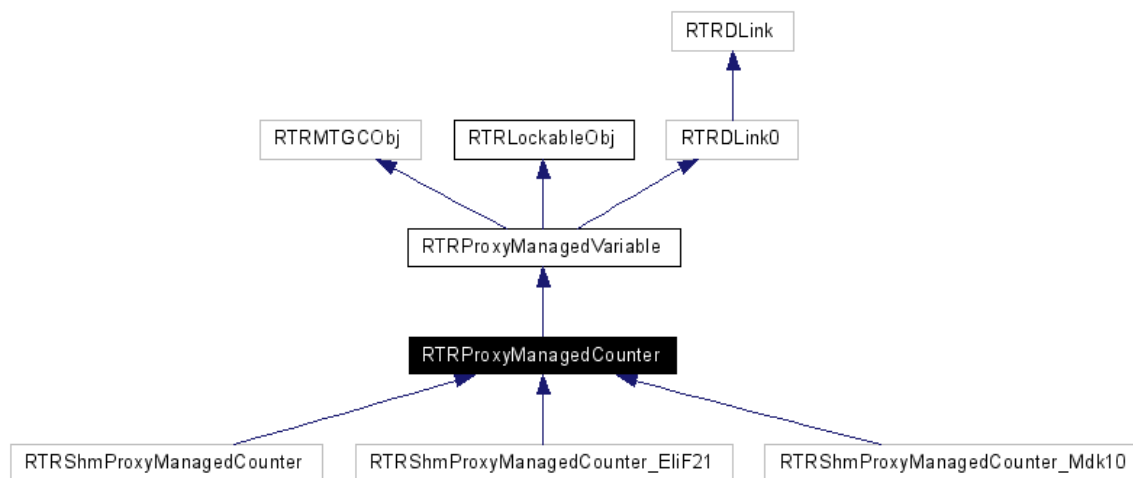 RTRDLink
RTRMTGCObj
RTRLockableObj
RTRDLink0
RTRProxyManagedVariable
RTRProxyManagedCounter
RTRShmProxyManagedCounter
RTRShmProxyManagedCounter_EliF21
RTRShmProxyManagedCounter_Mdk10